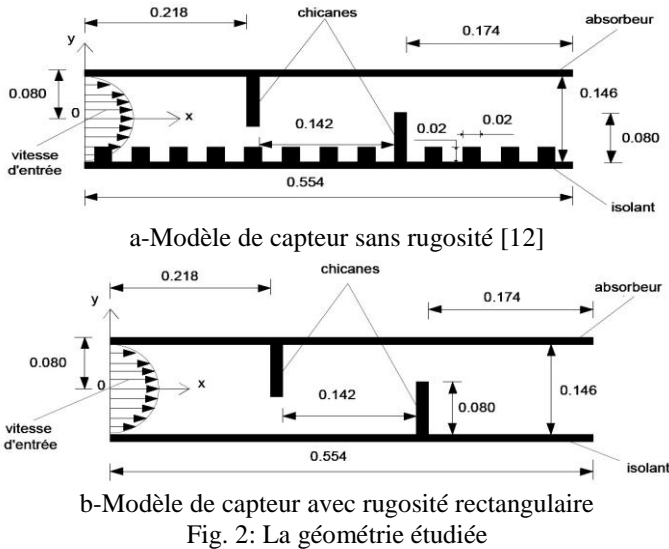 0.218
chicanes
0.174
absorbeur
y
0.080
0
x
0.142
0.02
0.02
0.146
0.080
vitesse
d'entrée
0.554
isolant
a-Modèle de capteur sans rugosité [12]
0.218
chicanes
0.174
absorbeur
y
0.080
0
x
0.142
0.080
0.146
vitesse
d'entrée
0.554
isolant
b-Modèle de capteur avec rugosité rectangulaire
Fig. 2: La géométrie étudiée